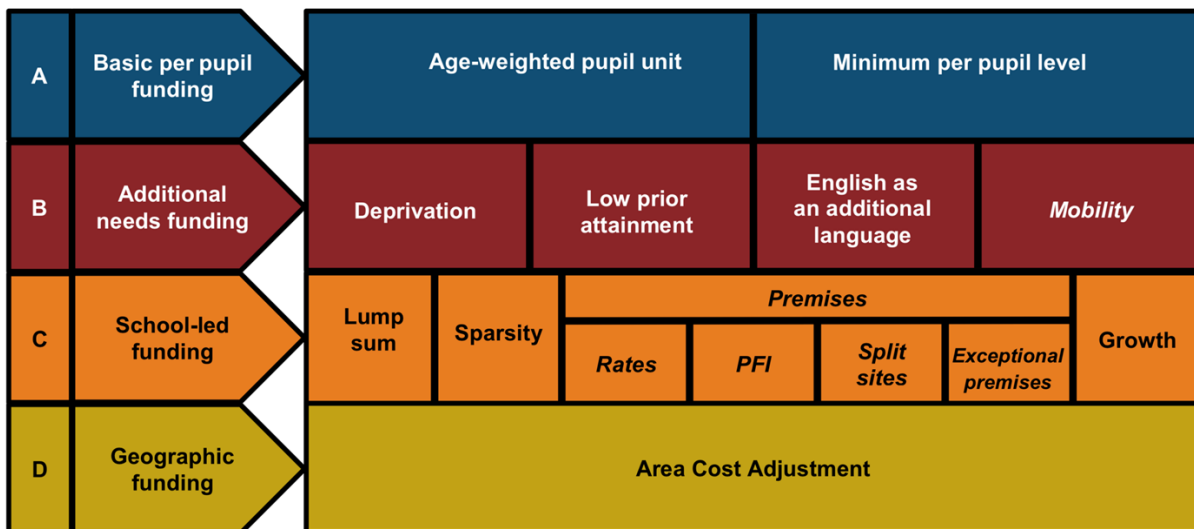 A
Basic per pupil
funding
Age-weighted pupil unit
Minimum per pupil level
B
Additional
needs funding
Deprivation
Low prior
attainment
English as
an additional
language
Mobility
C
School-led
funding
Lump
sum
Sparsity
Premises
Rates
PFI
Split
sites
Exceptional
premises
Growth
D
Geographic
funding
Area Cost Adjustment